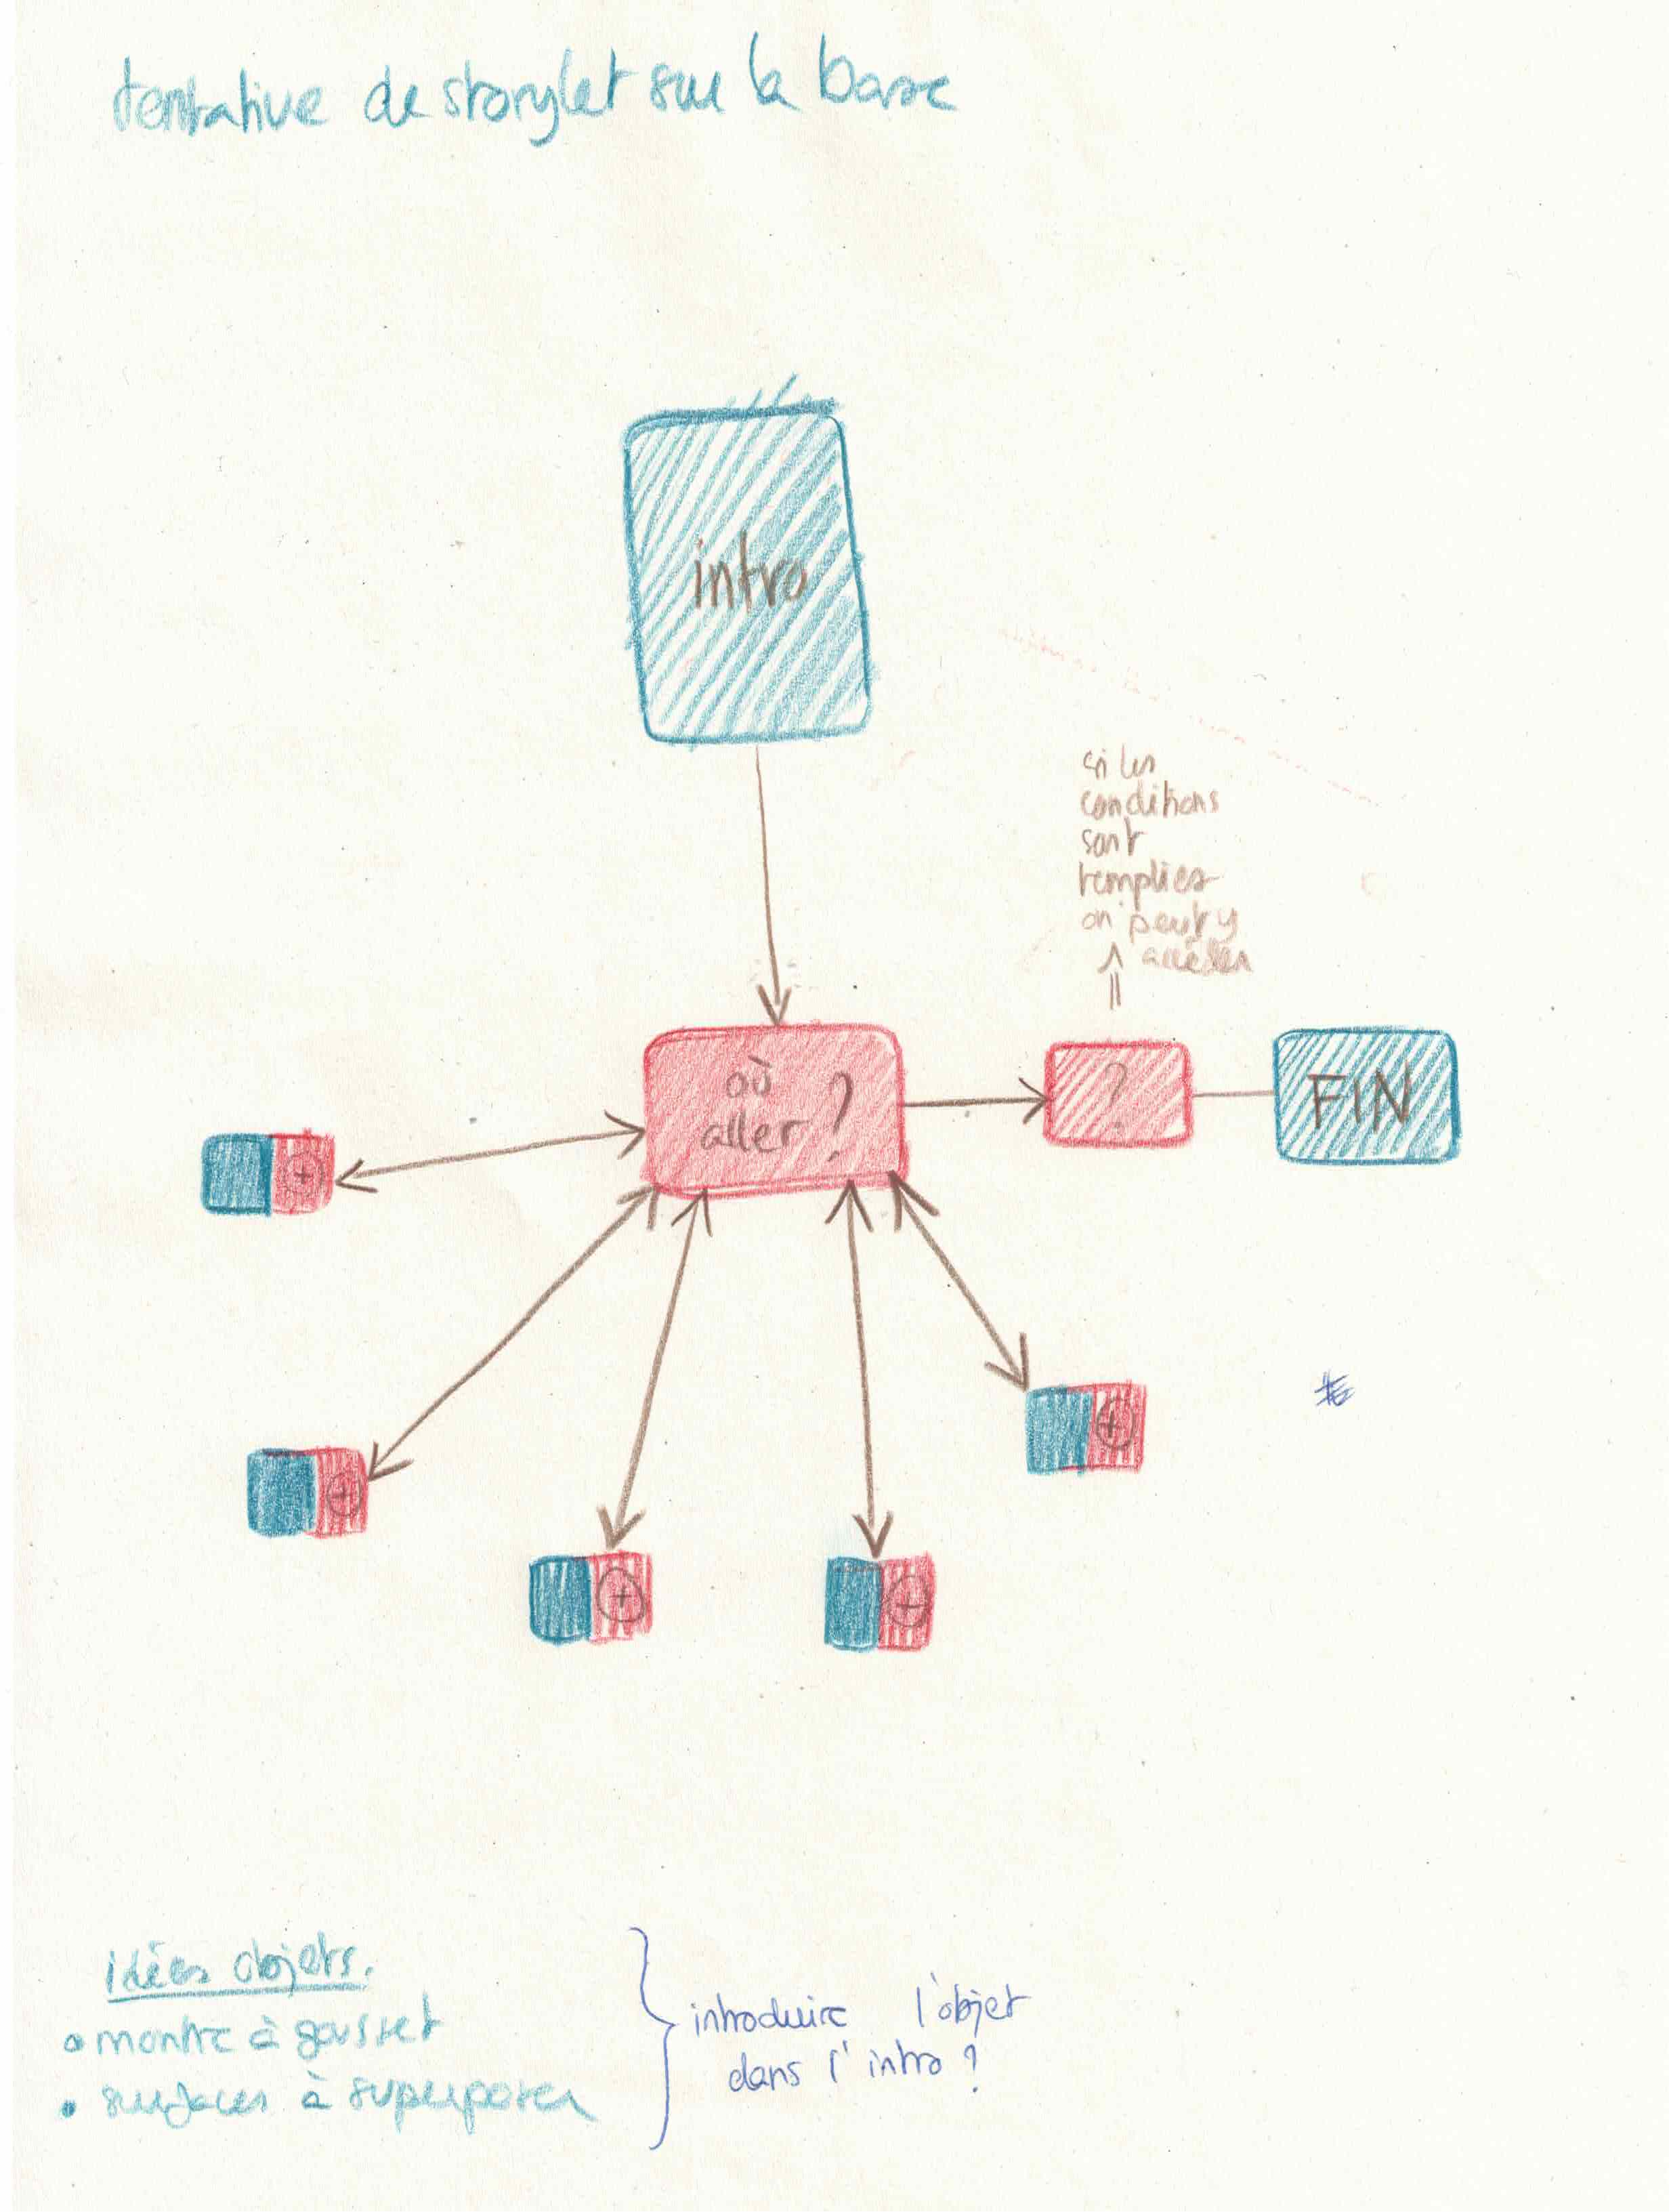 tentative de storylet sur la base
intro
si les
conditions
sont
remplies
on peut y
accéder
où
aller ?
?
FIN
+
+
+
+
+
idées objets.
• montre à gousset
• surfaces à superposer
introduire l'objet
dans l'intro ?